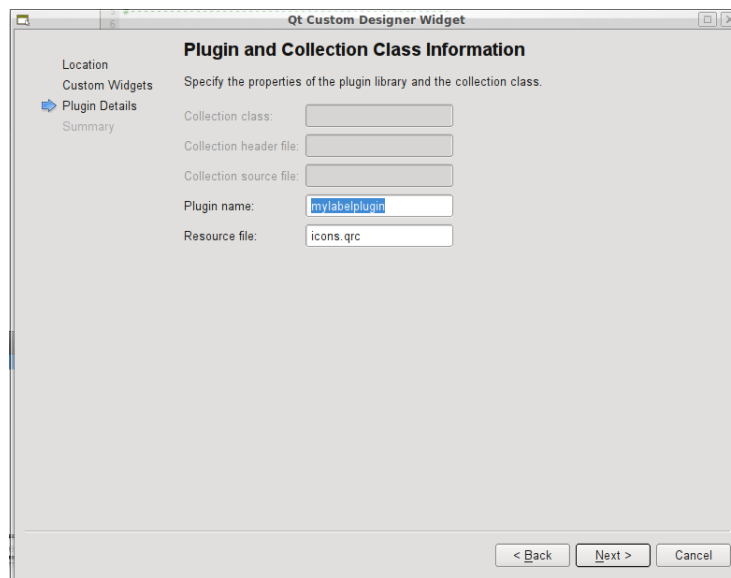 Qt Custom Designer Widget
6
Plugin and Collection Class Information
Location
Custom Widgets
Plugin Details
Summary
Specify the properties of the plugin library and the collection class.
Collection class:
Collection header file:
Collection source file:
Plugin name: mylabelplugin
Resource file: icons.qrc
< Back Next > Cancel